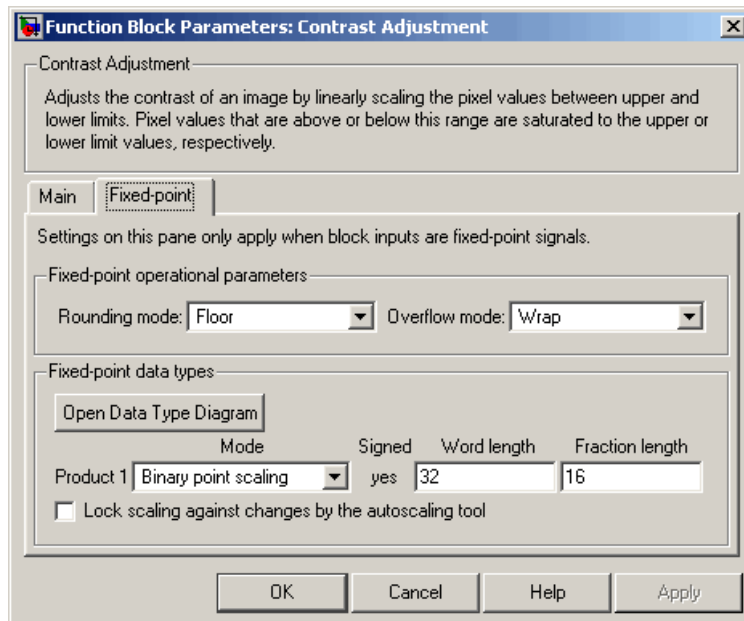 Function Block Parameters: Contrast Adjustment
Contrast Adjustment
Adjusts the contrast of an image by linearly scaling the pixel values between upper and
lower limits. Pixel values that are above or below this range are saturated to the upper or
lower limit values, respectively.
Main Fixed-point
Settings on this pane only apply when block inputs are fixed-point signals.
Fixed-point operational parameters
Rounding mode: Floor Overflow mode: Wrap
Fixed-point data types
Open Data Type Diagram
Mode Signed Word length Fraction length
Product 1 Binary point scaling yes 32 16
Lock scaling against changes by the autoscaling tool
OK Cancel Help Apply